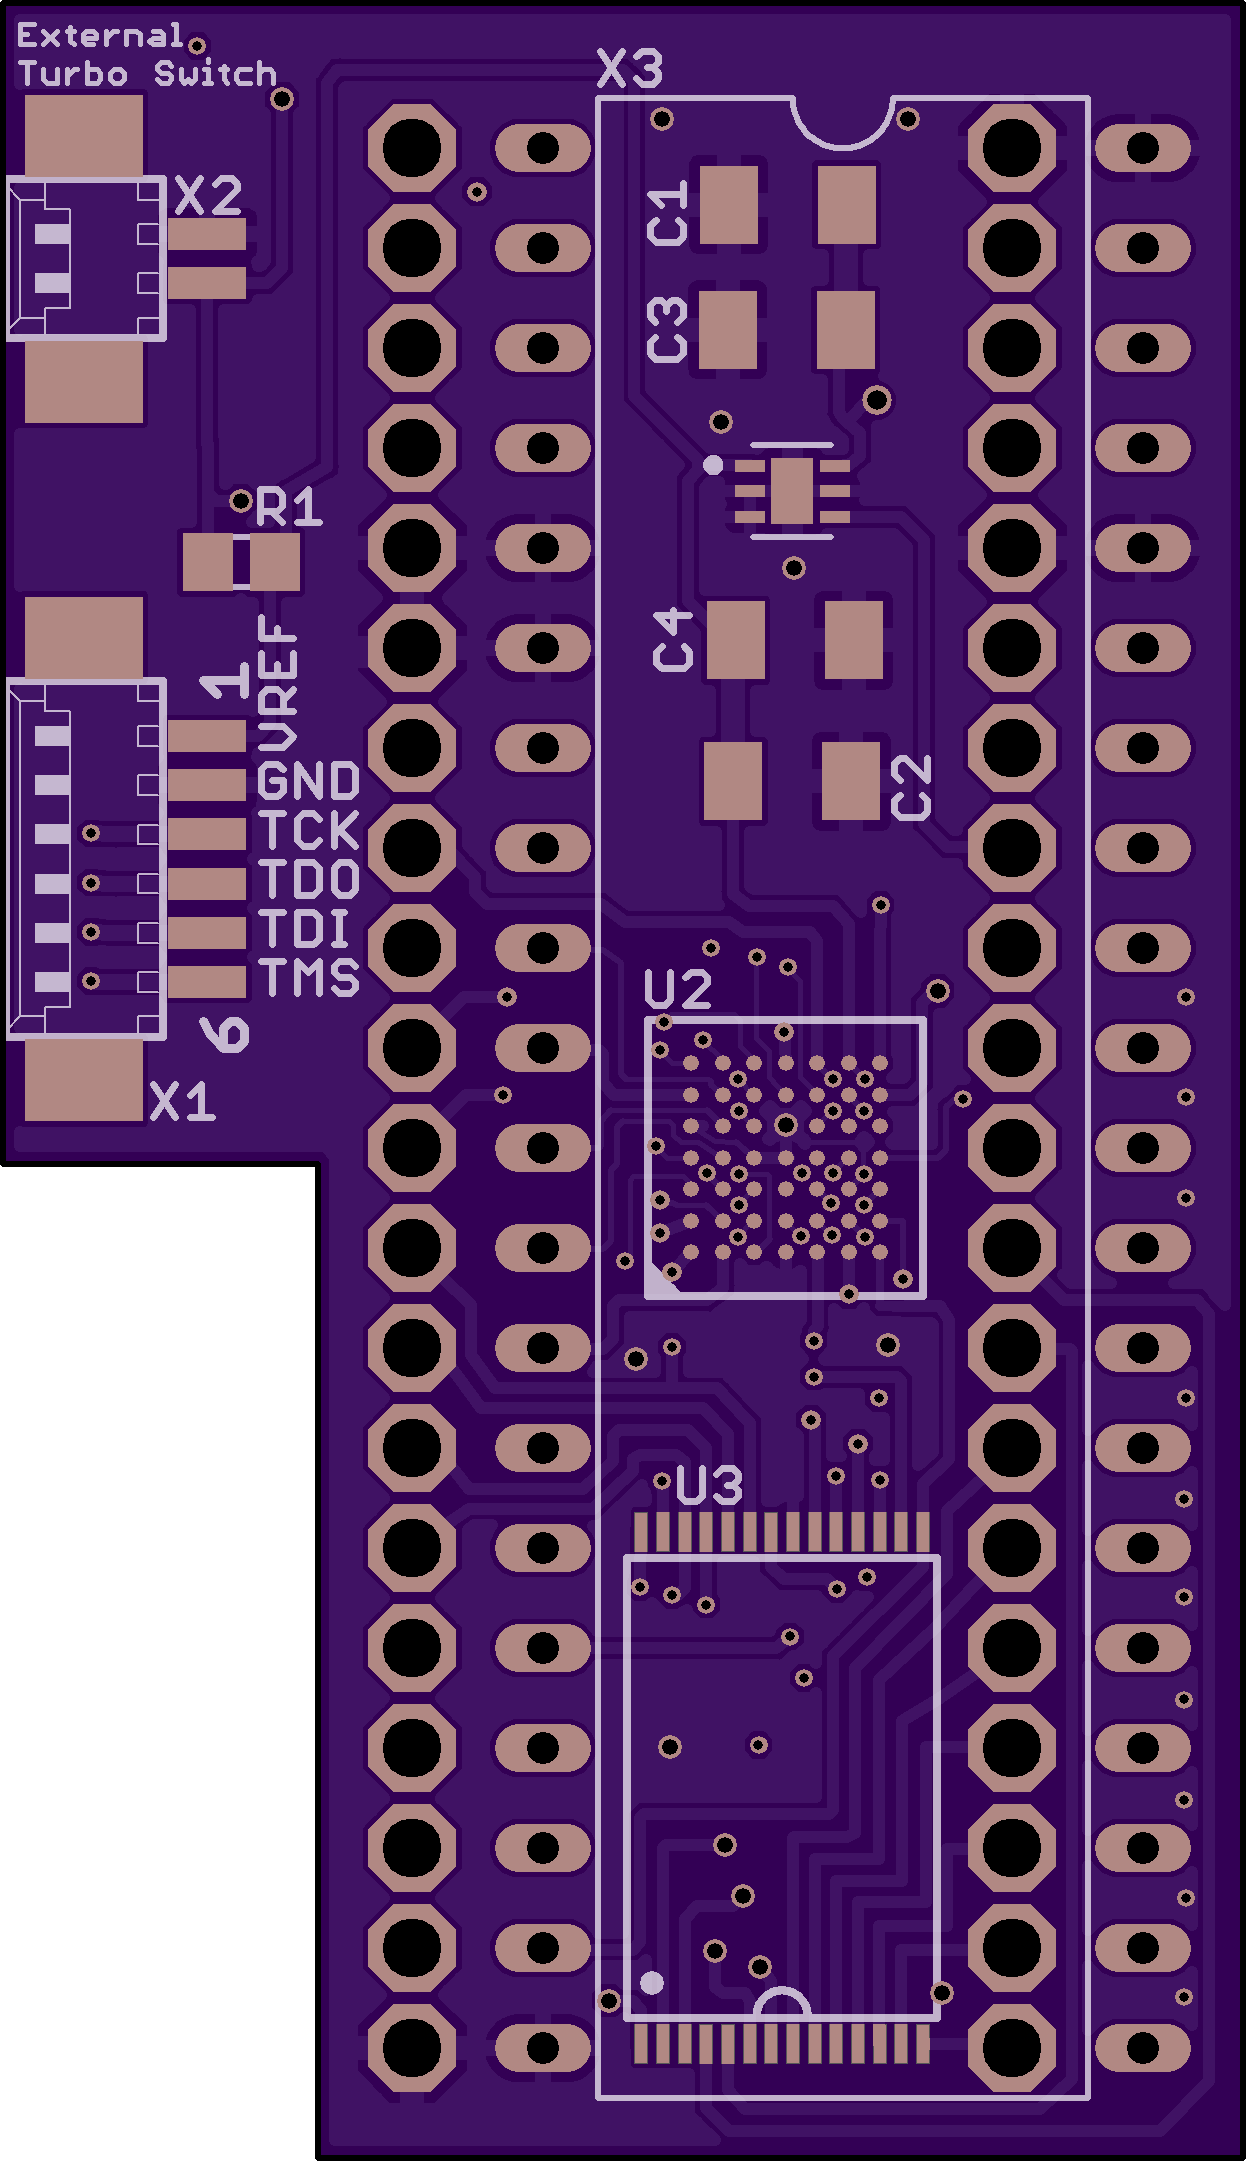 External
Turbo Switch
X3
X2
C1
C3
R1
C4
1
VREF
GND
TCK
TDO
TDI
TMS
6
X1
C2
U2
U3